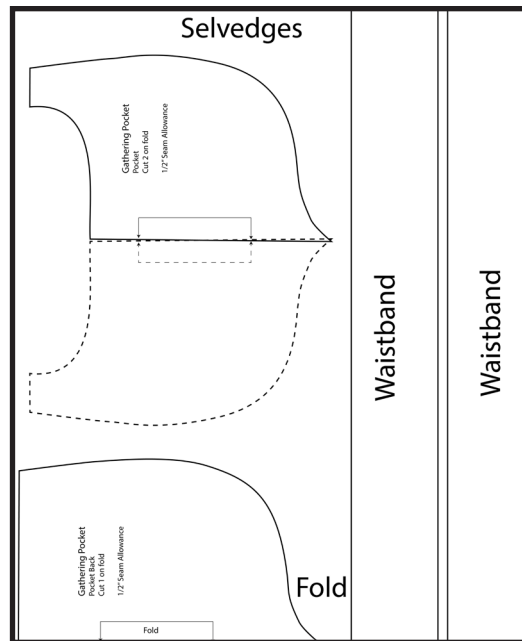 Selvedges
Gathering Pocket
Pocket
Cut 2 on fold
1/2" Seam Allowance
Waistband
Waistband
Gathering Pocket
Pocket Back
Cut 1 on fold
1/2" Seam Allowance
Fold
Fold